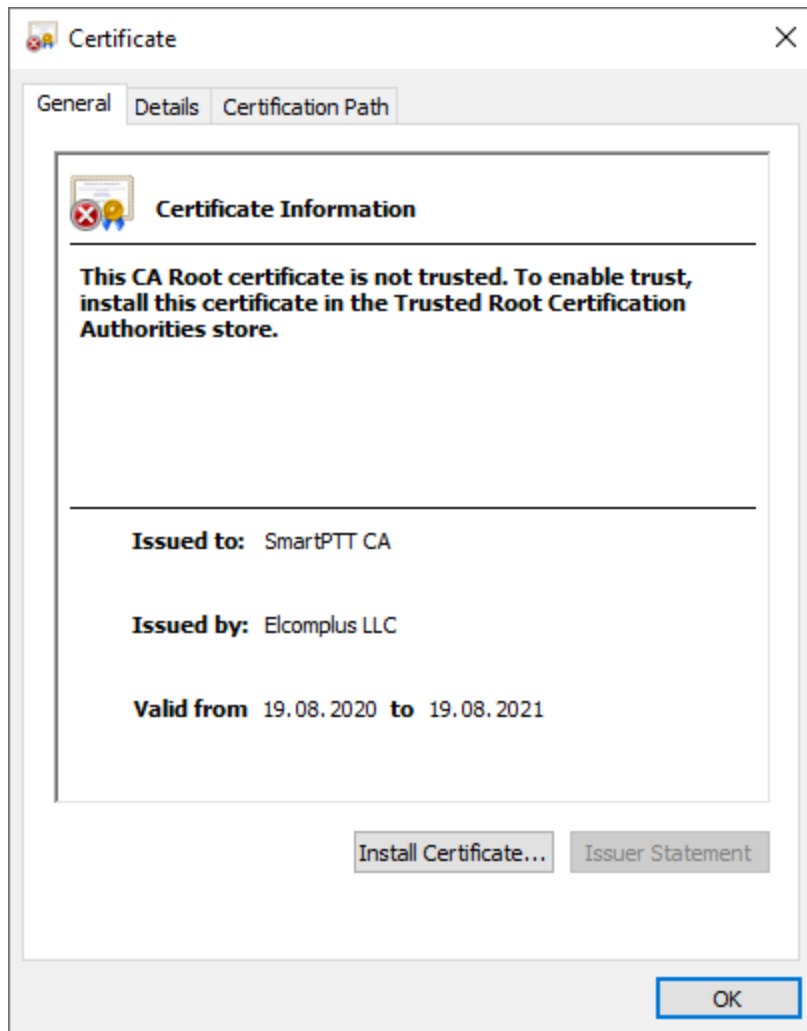 Certificate
General Details Certification Path
Certificate Information
This CA Root certificate is not trusted. To enable trust,
install this certificate in the Trusted Root Certification
Authorities store.
Issued to: SmartPTT CA
Issued by: Elcomplus LLC
Valid from 19.08.2020 to 19.08.2021
Install Certificate... Issuer Statement
OK